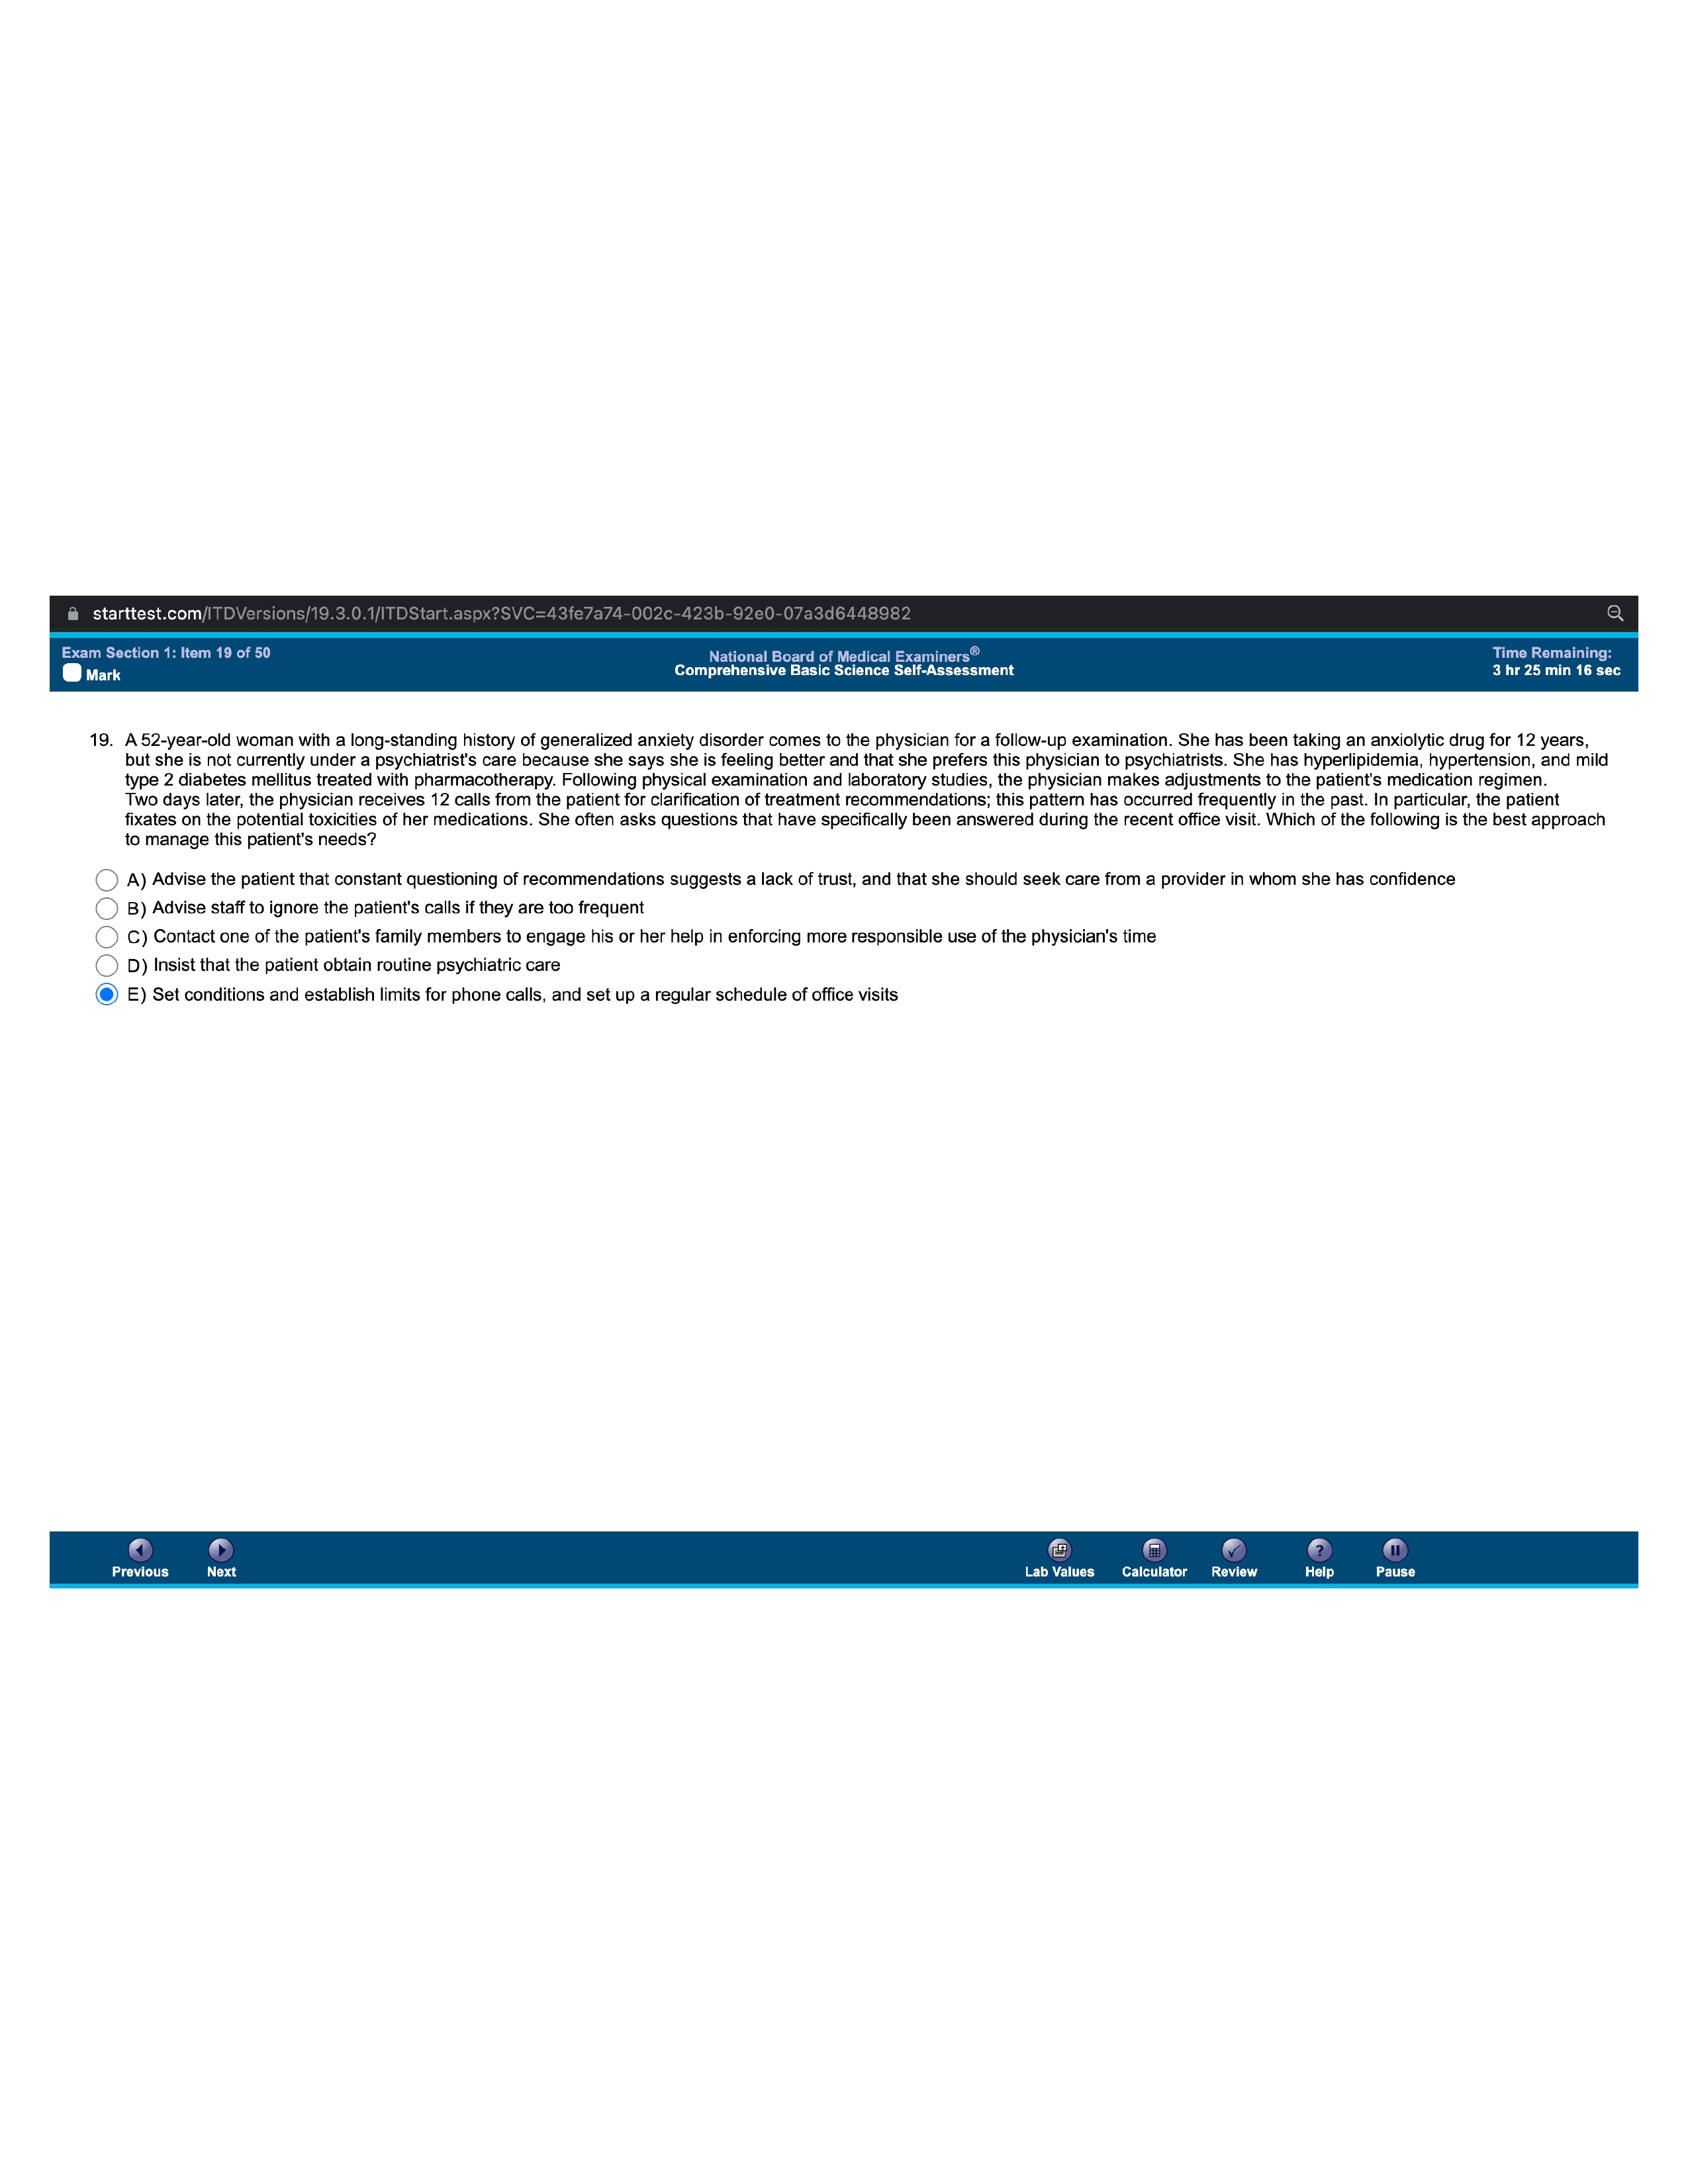 starttest.com/ITDVersions/19.3.0.1/ITDStart.aspx?SVC=43fe7a74-002c-423b-92e0-07a3d6448982
Exam Section 1: Item 19 of 50
Mark
National Board of Medical Examiners®
Comprehensive Basic Science Self-Assessment
Time Remaining:
3 hr 25 min 16 sec
19. A 52-year-old woman with a long-standing history of generalized anxiety disorder comes to the physician for a follow-up examination. She has been taking an anxiolytic drug for 12 years,
but she is not currently under a psychiatrist's care because she says she is feeling better and that she prefers this physician to psychiatrists. She has hyperlipidemia, hypertension, and mild
type 2 diabetes mellitus treated with pharmacotherapy. Following physical examination and laboratory studies, the physician makes adjustments to the patient's medication regimen.
Two days later, the physician receives 12 calls from the patient for clarification of treatment recommendations; this pattern has occurred frequently in the past. In particular, the patient
fixates on the potential toxicities of her medications. She often asks questions that have specifically been answered during the recent office visit. Which of the following is the best approach
to manage this patient's needs?
A) Advise the patient that constant questioning of recommendations suggests a lack of trust, and that she should seek care from a provider in whom she has confidence
B) Advise staff to ignore the patient's calls if they are too frequent
C) Contact one of the patient's family members to engage his or her help in enforcing more responsible use of the physician's time
D) Insist that the patient obtain routine psychiatric care
E) Set conditions and establish limits for phone calls, and set up a regular schedule of office visits
Previous
Next
Lab Values
Calculator
Review
Help
Pause